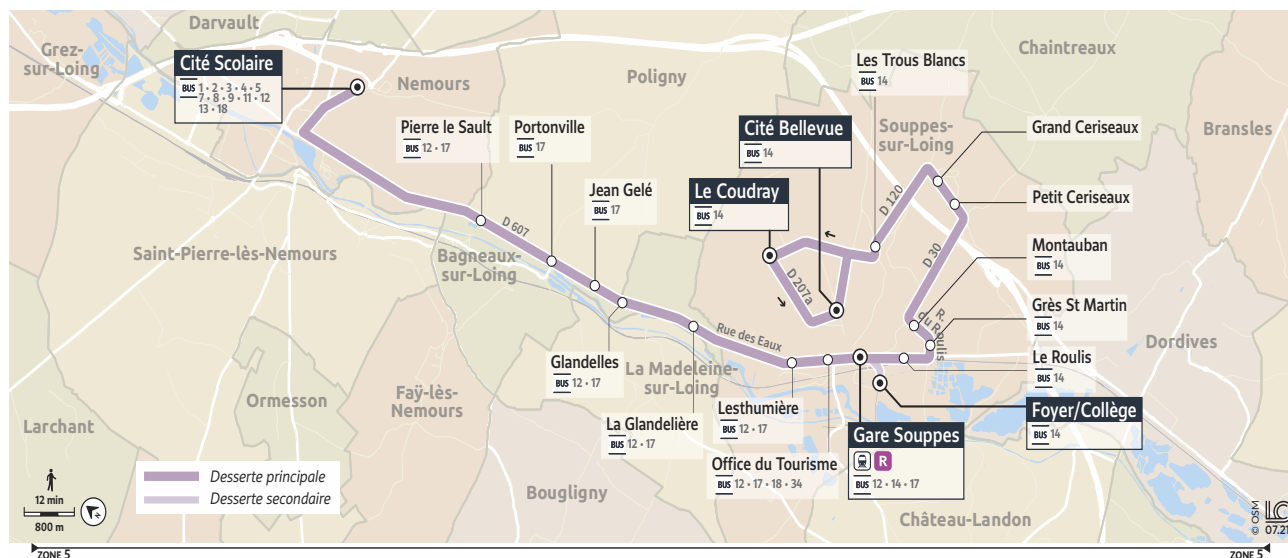 Darvault
Grez-
sur-Loing
Cité Scolaire
BUS 1 • 2 • 3 • 4 • 5
7 • 8 • 9 • 11 • 12
13 • 18
Nemours
Poligny
Chaintreaux
Les Trous Blancs
BUS 14
Pierre le Sault
BUS 12 • 17
Portonville
BUS 17
Cité Bellevue
BUS 14
Souppes-
sur-Loing
Grand Ceriseaux
Bransles
Jean Gelé
BUS 17
Le Coudray
BUS 14
D 120
Petit Ceriseaux
D 607
Saint-Pierre-lès-Nemours
Bagneaux-
sur-Loing
D 207a
D 30
Montauban
BUS 14
R.
du Roulis
Grès St Martin
BUS 14
Rue des Eaux
Dordives
Glandelles
BUS 12 • 17
La Madeleine-
sur-Loing
Le Roulis
BUS 14
Ormesson
Faÿ-lès-
Nemours
La Glandelière
BUS 12 • 17
Lesthumière
BUS 12 • 17
Foyer/Collège
BUS 14
Larchant
Gare Souppes
R
BUS 12 • 14 • 17
Office du Tourisme
BUS 12 • 17 • 18 • 34
Desserte principale
Desserte secondaire
Bougligny
Château-Landon
12 min
800 m
© OSM
LC
07.21
ZONE 5
ZONE 5